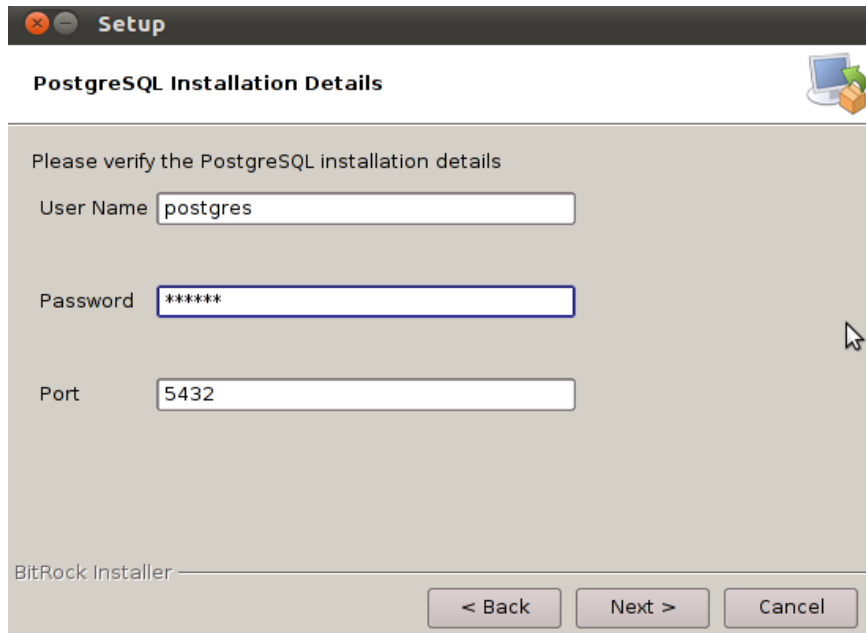 Setup
PostgreSQL Installation Details
Please verify the PostgreSQL installation details
User Name postgres
Password ******
Port 5432
BitRock Installer
< Back Next > Cancel